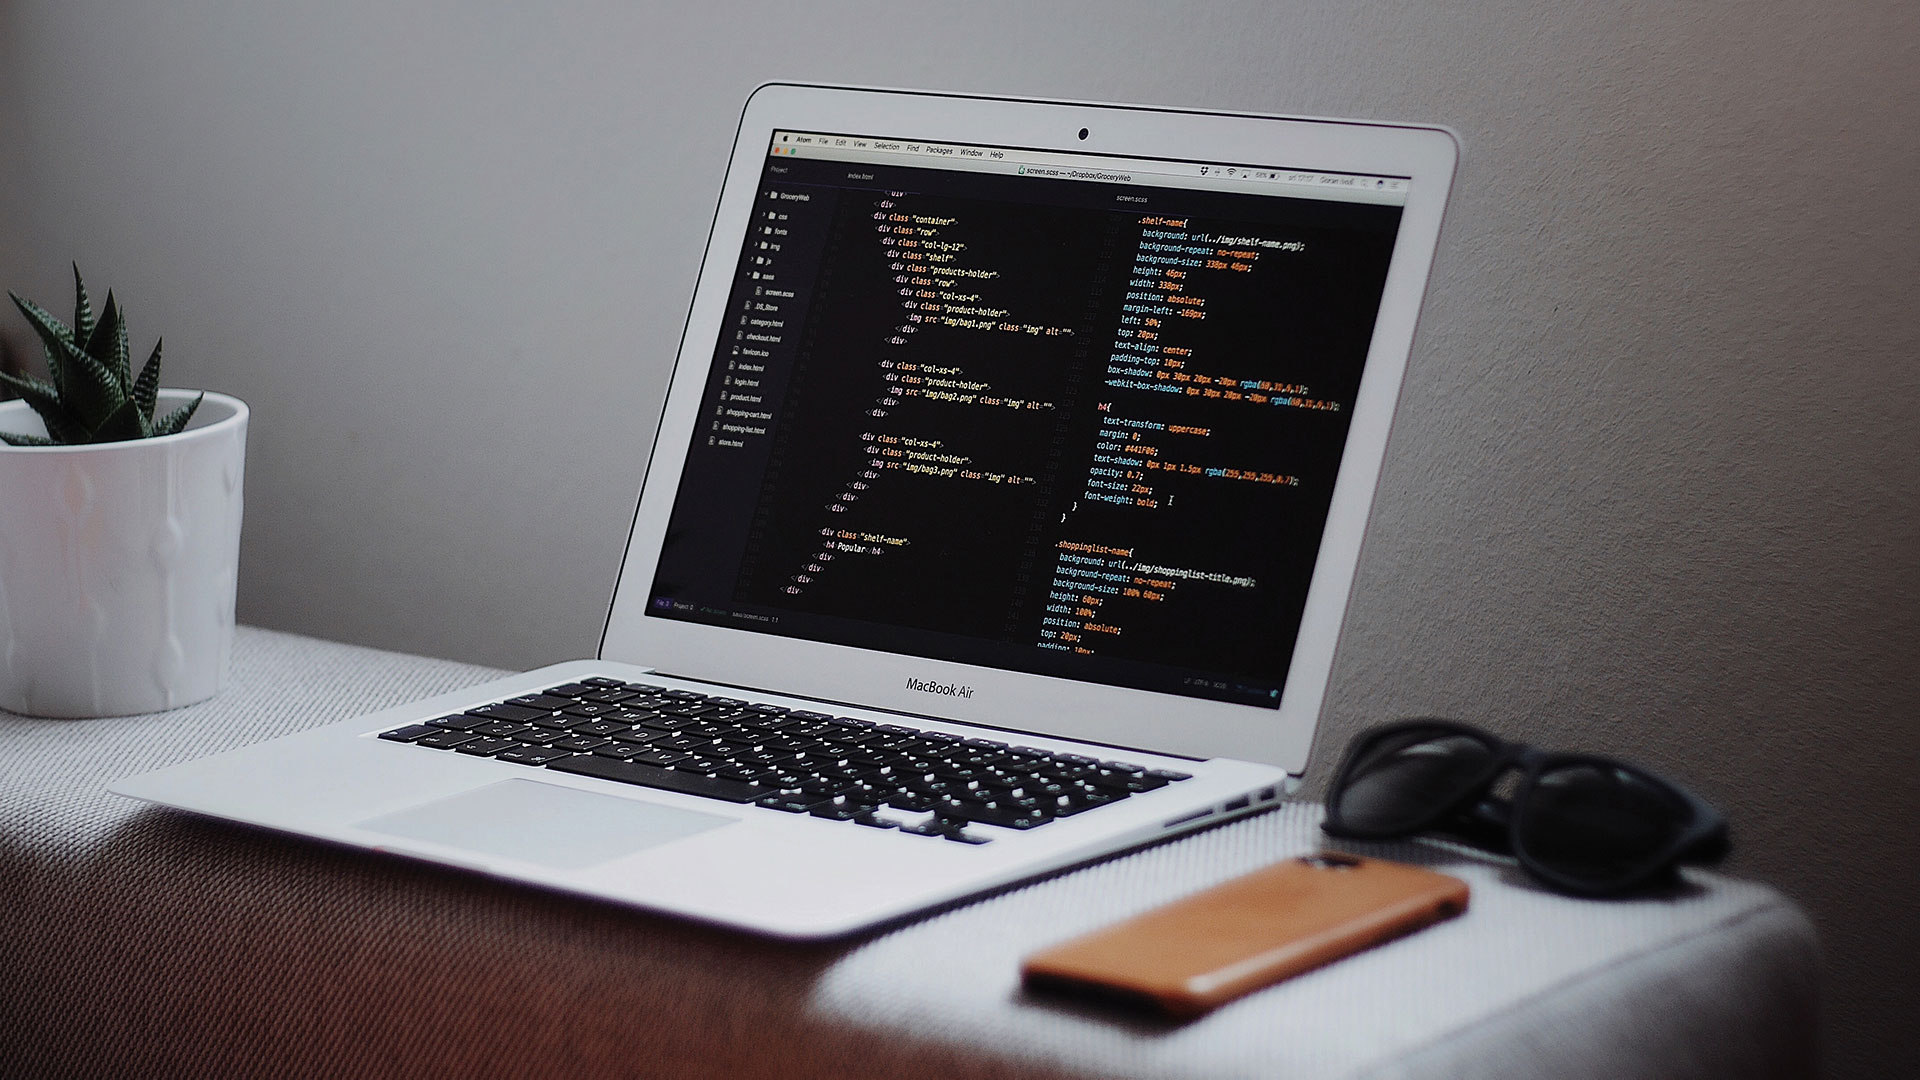 Atom File Edit View Selection Find Packages Window Help
screen.scss — ~/Dropbox/GroceryWeb
68%
Project
index.html
screen.scss
GroceryWeb
css
fonts
img
js
sass
screen.scss
.DS_Store
category.html
checkout.html
favicon.ico
index.html
login.html
product.html
shopping-cart.html
shopping-list.html
store.html
</div>
</div>
<div class="container">
<div class="row">
<div class="col-lg-12">
<div class="shelf">
<div class="products-holder">
<div class="row">
<div class="col-xs-4">
<div class="product-holder">
<img src="img/bag1.png" class="img" alt="">
</div>
</div>
<div class="col-xs-4">
<div class="product-holder">
<img src="img/bag2.png" class="img" alt="">
</div>
</div>
<div class="col-xs-4">
<div class="product-holder">
<img src="img/bag3.png" class="img" alt="">
</div>
</div>
</div>
</div>
<div class="shelf-name">
<h4>Popular</h4>
</div>
</div>
</div>
</div>
.shelf-name{
background: url(../img/shelf-name.png);
background-repeat: no-repeat;
background-size: 338px 46px;
height: 46px;
width: 338px;
position: absolute;
margin-left: -169px;
left: 50%;
top: 20px;
text-align: center;
padding-top: 10px;
box-shadow: 0px 30px 20px -20px rgba(
-webkit-box-shadow: 0px 30px 20px -20px rgba(
h4{
text-transform: uppercase;
margin: 0;
color: #441F06;
text-shadow: 0px 1px 1.5px rgba(255,255,255,0.7);
opacity: 0.7;
font-size: 22px;
font-weight: bold;
}
}
.shoppinglist-name{
background: url(../img/shoppinglist-title.png);
background-repeat: no-repeat;
background-size: 100% 60px;
height: 60px;
width: 100%;
position: absolute;
top: 20px;
padding: 10px;
File 0 Project 0 sass/screen.scss 1:1
MacBook Air